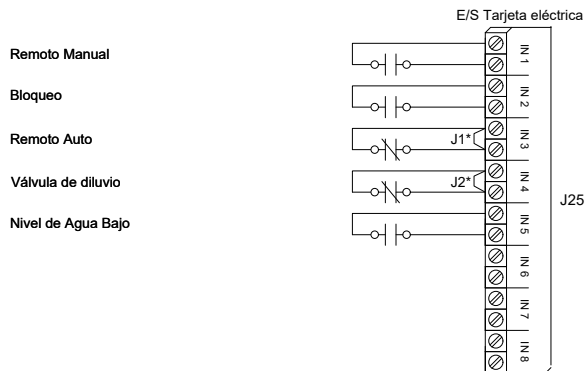 E/S Tarjeta eléctrica
Remoto Manual
IN 1
Bloqueo
IN 2
Remoto Auto
J1*
IN 3
Válvula de diluvio
J2*
IN 4
J25
Nivel de Agua Bajo
IN 5
IN 6
IN 7
IN 8